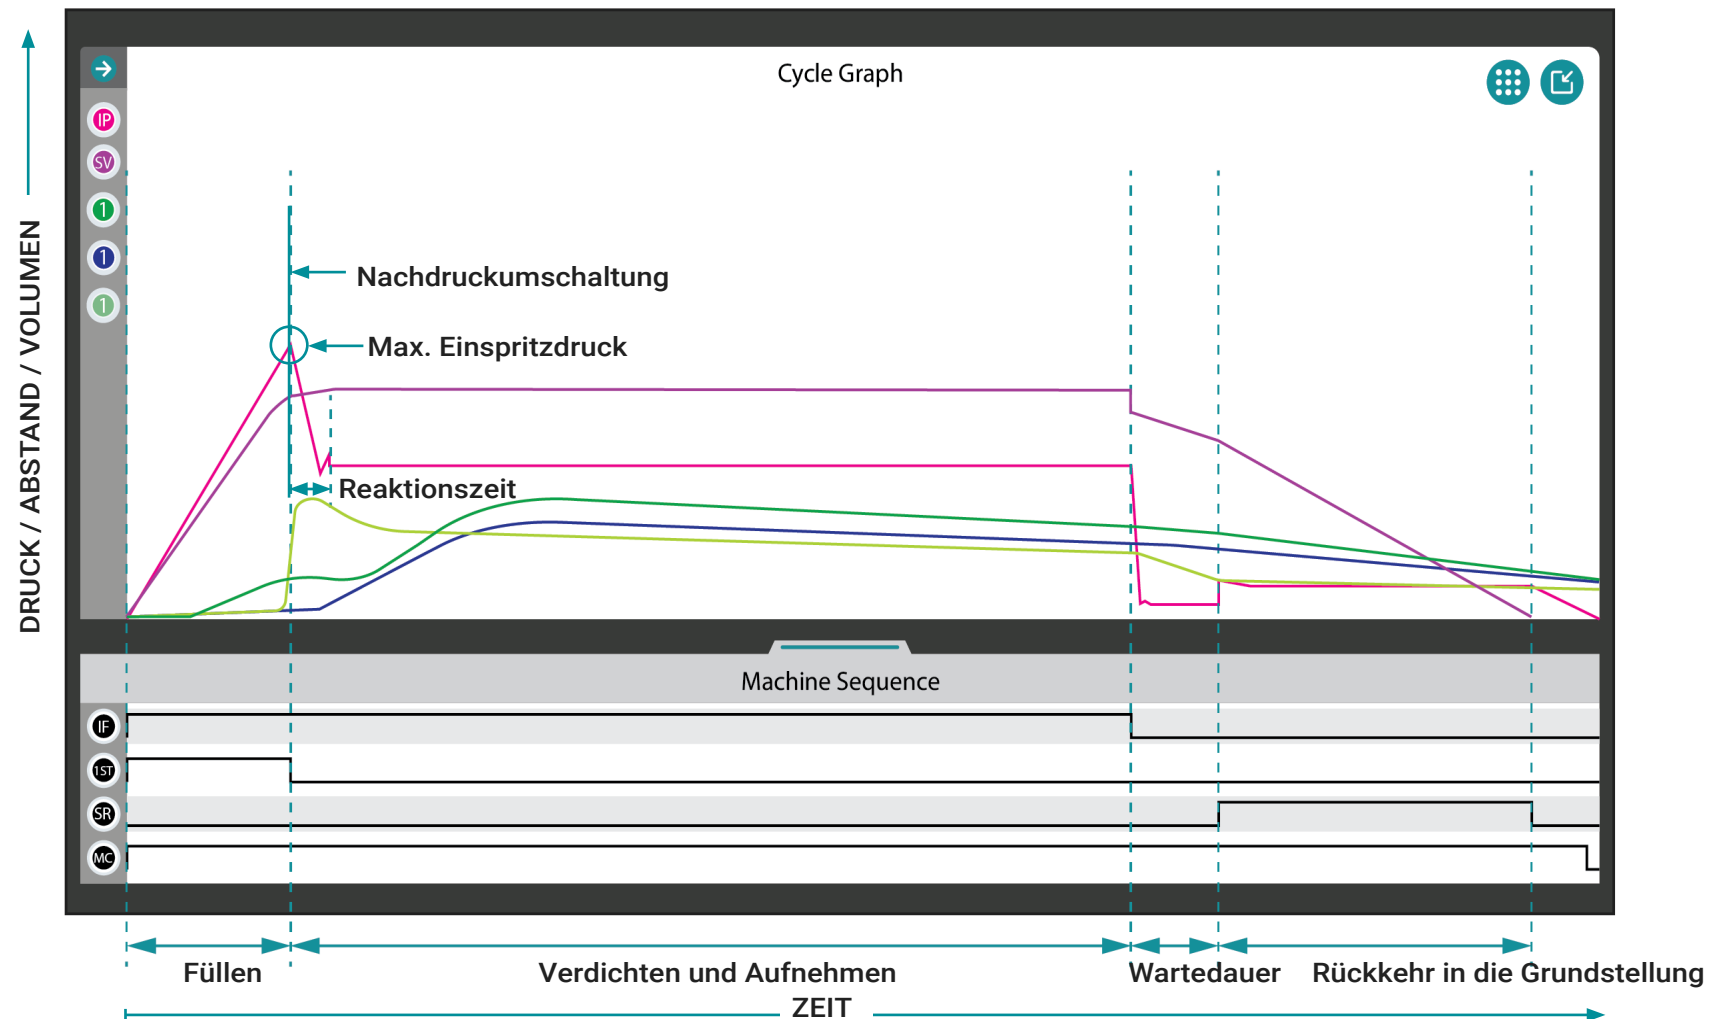 Cycle Graph
DRUCK / ABSTAND / VOLUMEN
IP
SV
1
1
1
Nachdruckumschaltung
Max. Einspritzdruck
Reaktionszeit
Machine Sequence
IF
1ST
SR
MC
Füllen
Verdichten und Aufnehmen
Wartedauer
Rückkehr in die Grundstellung
ZEIT